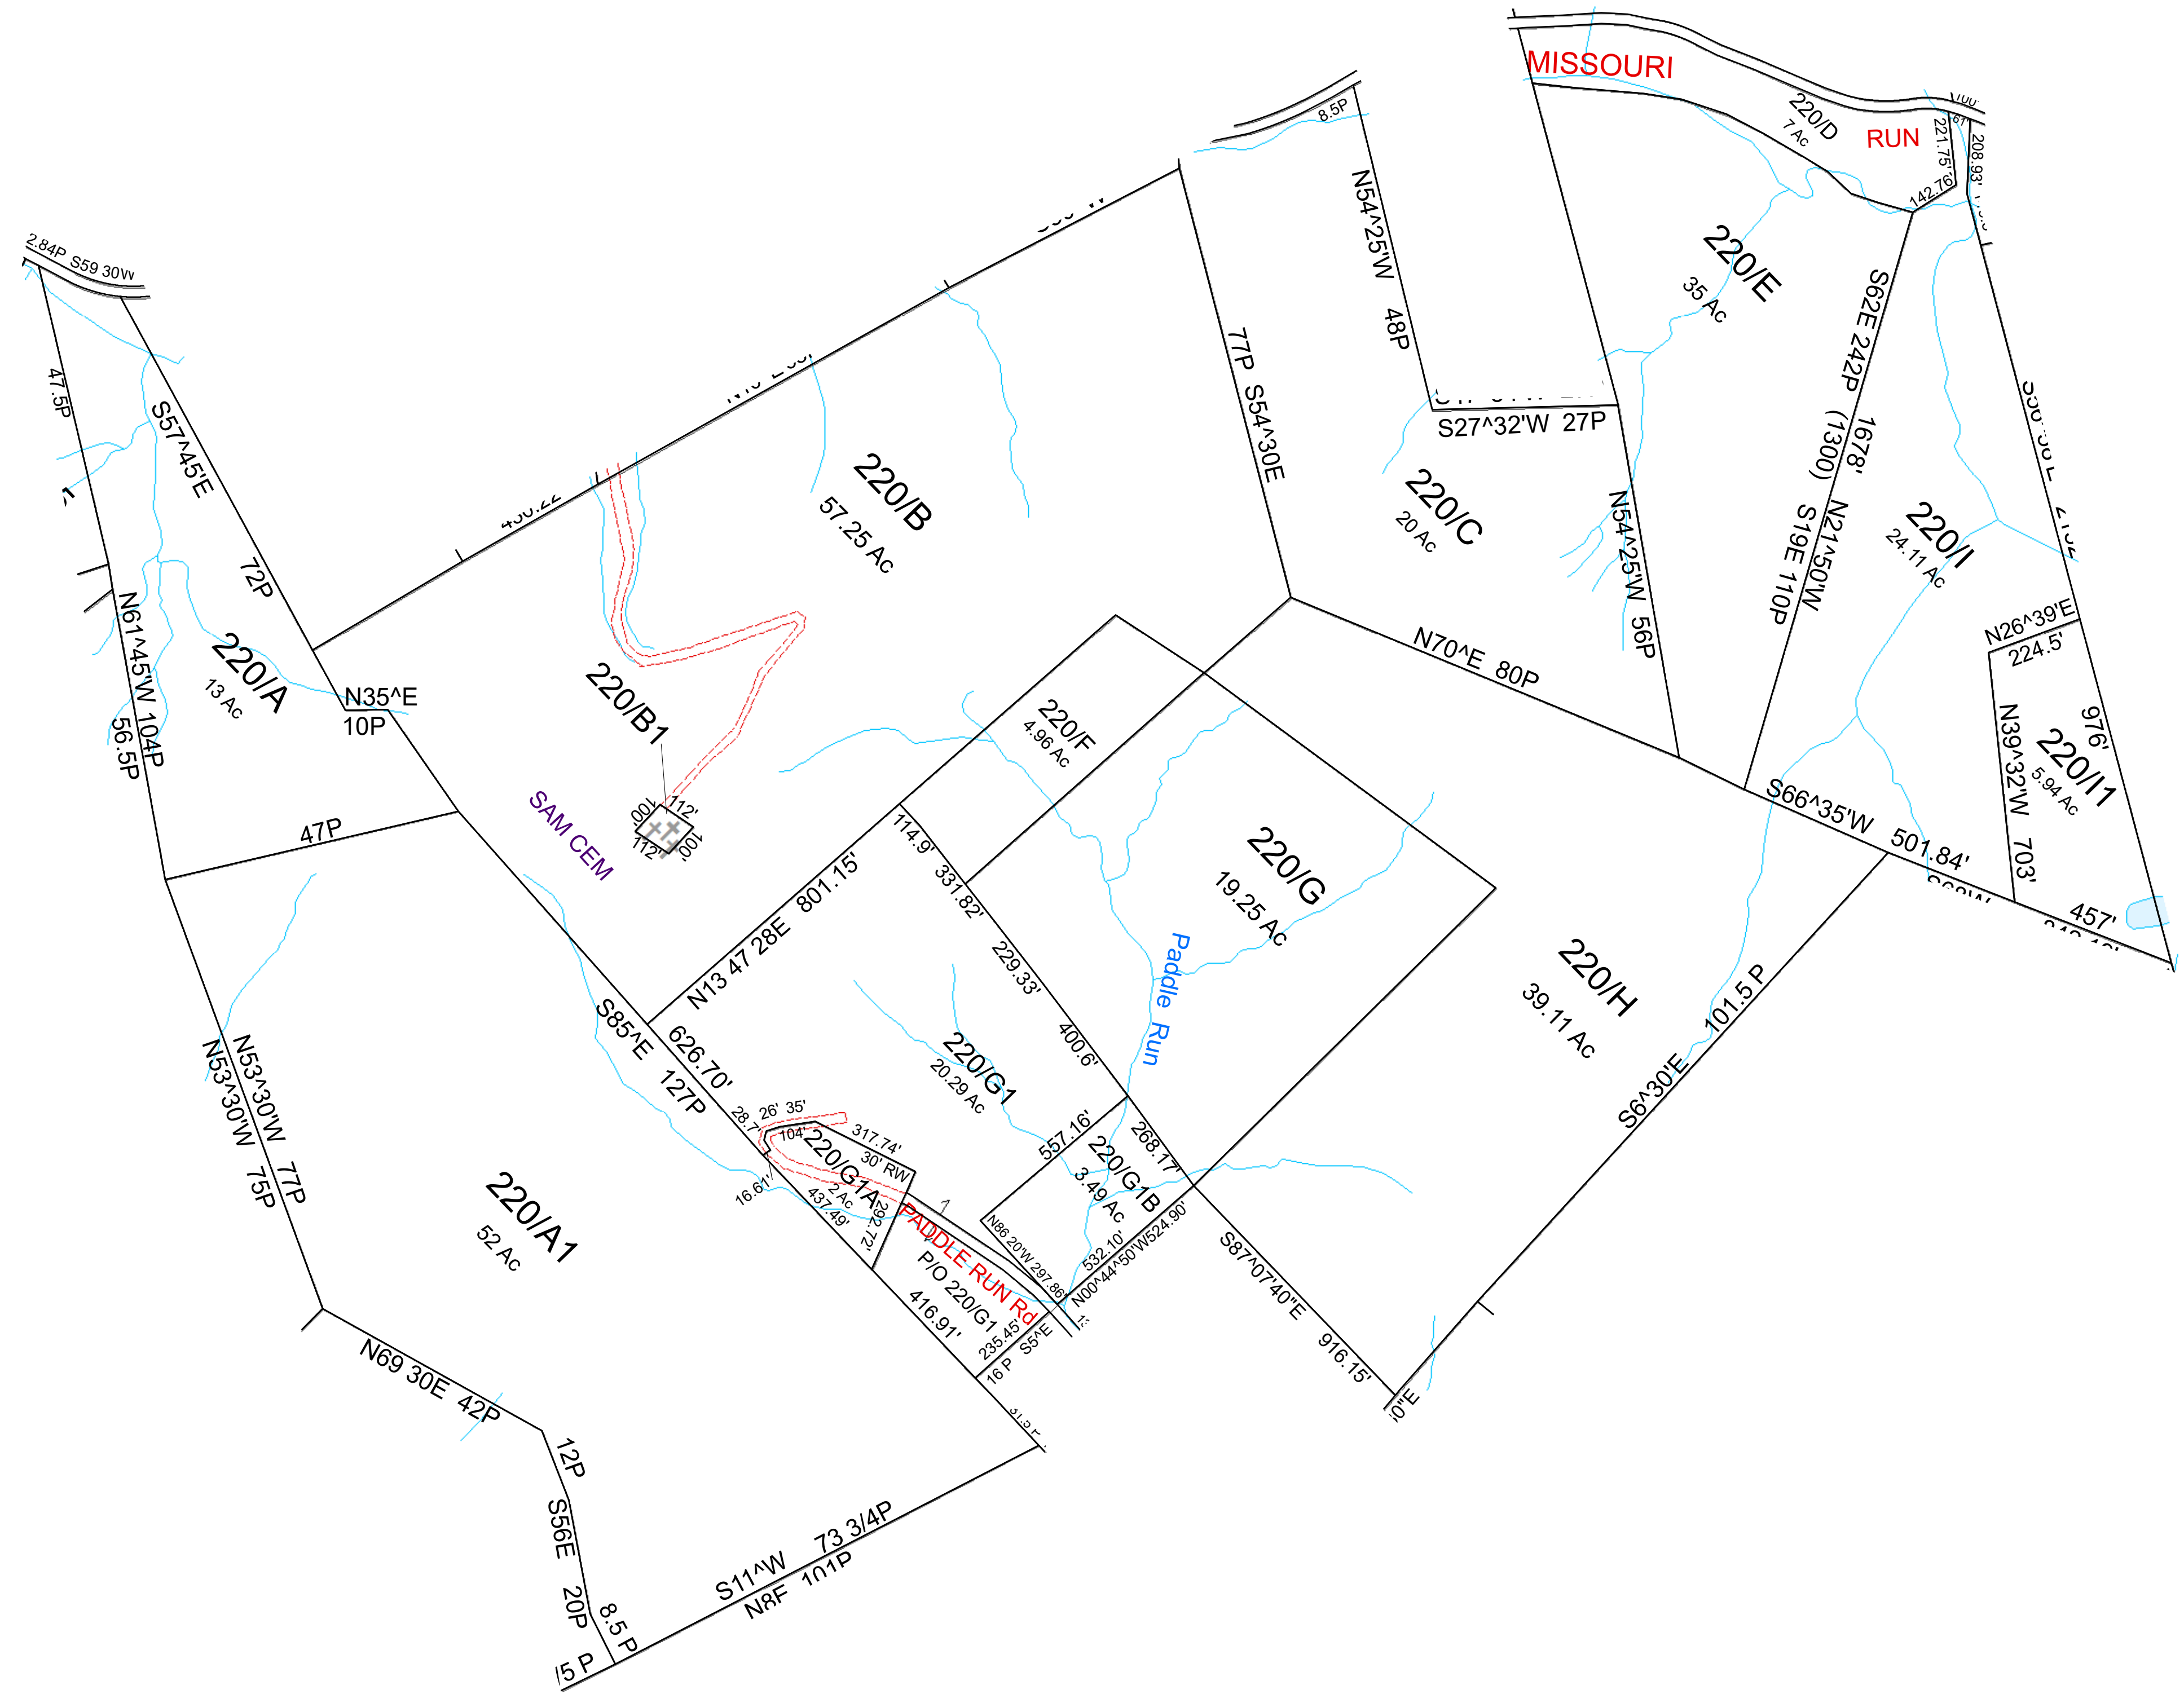 MISSOURI
RUN
220/D
7 Ac
61'
221.75'
208.93'
142.76'
8.5P
N54^25'W 48P
2.84P S59 30W
47.5P
S57^45'E 72P
77P S54^30E
S27^32'W 27P
220/E
35 Ac
S62E 242P
1678' N21^50'W
(1300) S19E 110P
220/B
57.25 Ac
220/C
20 Ac
N54^25'W 56P
220/I
24.11 Ac
N26^39'E
224.5'
N61^45'W 104P
56.5P
220/A
13 Ac
N35^E
10P
220/B1
N70^E 80P
220/F
4.96 Ac
976'
220/I1
5.94 Ac
N39^32'W 703'
S66^35'W 501.84'
457'
100'
112'
100'
112'
SAM CEM
47P
N13 47 28E 801.15'
114.9'
331.82'
229.33'
400.6'
220/G
19.25 Ac
Paddle Run
220/H
39.11 Ac
S6^30'E 101.5 P
N53^30'W 77P
N53^30'W 75P
S85^E 127P
626.70'
220/G1
20.29 Ac
28.7'
26' 35'
104'
317.74'
30' RW
220/G1A
2 Ac
16.61'
437.49'
292.72'
557.16'
268.17'
220/G1B
3.49 Ac
N86 20'W 297.86'
532.10'
N00^44^50'W 524.90'
PADDLE RUN Rd
P/O 220/G1
416.91'
235.45'
S5^E
16 P
S87^07'40"E 916.15'
220/A1
52 Ac
N69 30E 42P
12P
S56E 20P
8.5 P
S11^W 73 3/4P
N8E 101P